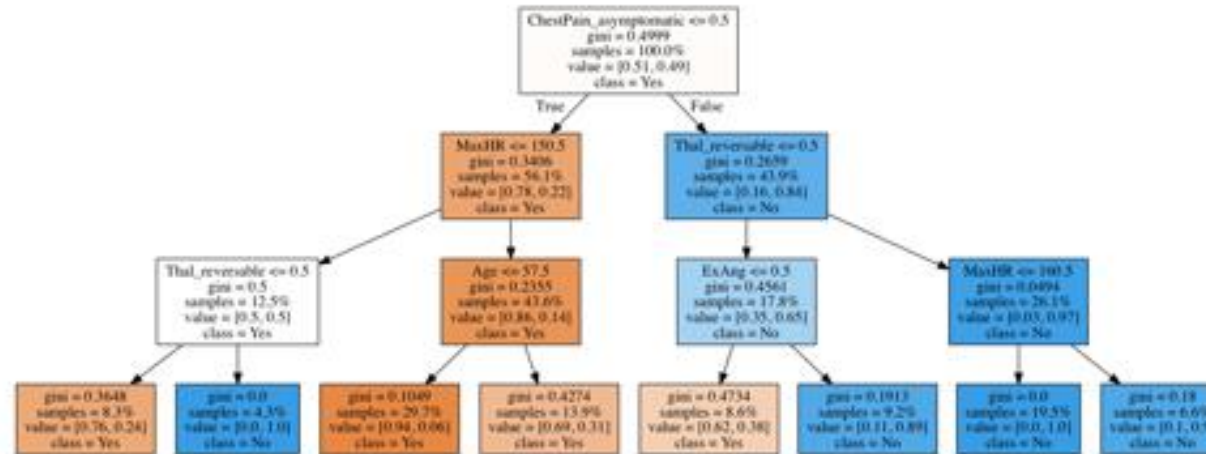 ChestPain_asymptomatic <= 0.5
gini = 0.4999
samples = 100.0%
value = [0.51, 0.49]
class = Yes
True
False
MaxHR <= 150.5
gini = 0.3406
samples = 56.1%
value = [0.78, 0.22]
class = Yes
Thal_reversable <= 0.5
gini = 0.2659
samples = 43.9%
value = [0.16, 0.84]
class = No
Thal_reversable <= 0.5
gini = 0.5
samples = 12.5%
value = [0.5, 0.5]
class = Yes
Age <= 57.5
gini = 0.2355
samples = 43.6%
value = [0.86, 0.14]
class = Yes
ExAng <= 0.5
gini = 0.4561
samples = 17.8%
value = [0.35, 0.65]
class = No
MaxHR <= 160.5
gini = 0.0494
samples = 26.1%
value = [0.03, 0.97]
class = No
gini = 0.3648
samples = 8.3%
value = [0.76, 0.24]
class = Yes
gini = 0.0
samples = 4.3%
value = [0.0, 1.0]
class = No
gini = 0.1049
samples = 29.7%
value = [0.94, 0.06]
class = Yes
gini = 0.4274
samples = 13.9%
value = [0.69, 0.31]
class = Yes
gini = 0.4734
samples = 8.6%
value = [0.62, 0.38]
class = Yes
gini = 0.1913
samples = 9.2%
value = [0.11, 0.89]
class = No
gini = 0.0
samples = 19.5%
value = [0.0, 1.0]
class = No
gini = 0.18
samples = 6.6%
value = [0.1, 0.9
class = No